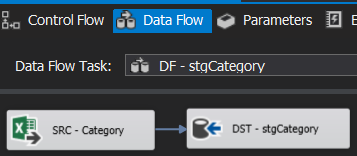 Control Flow Data Flow Parameters E
Data Flow Task: DF - stgCategory
SRC - Category DST - stgCategory